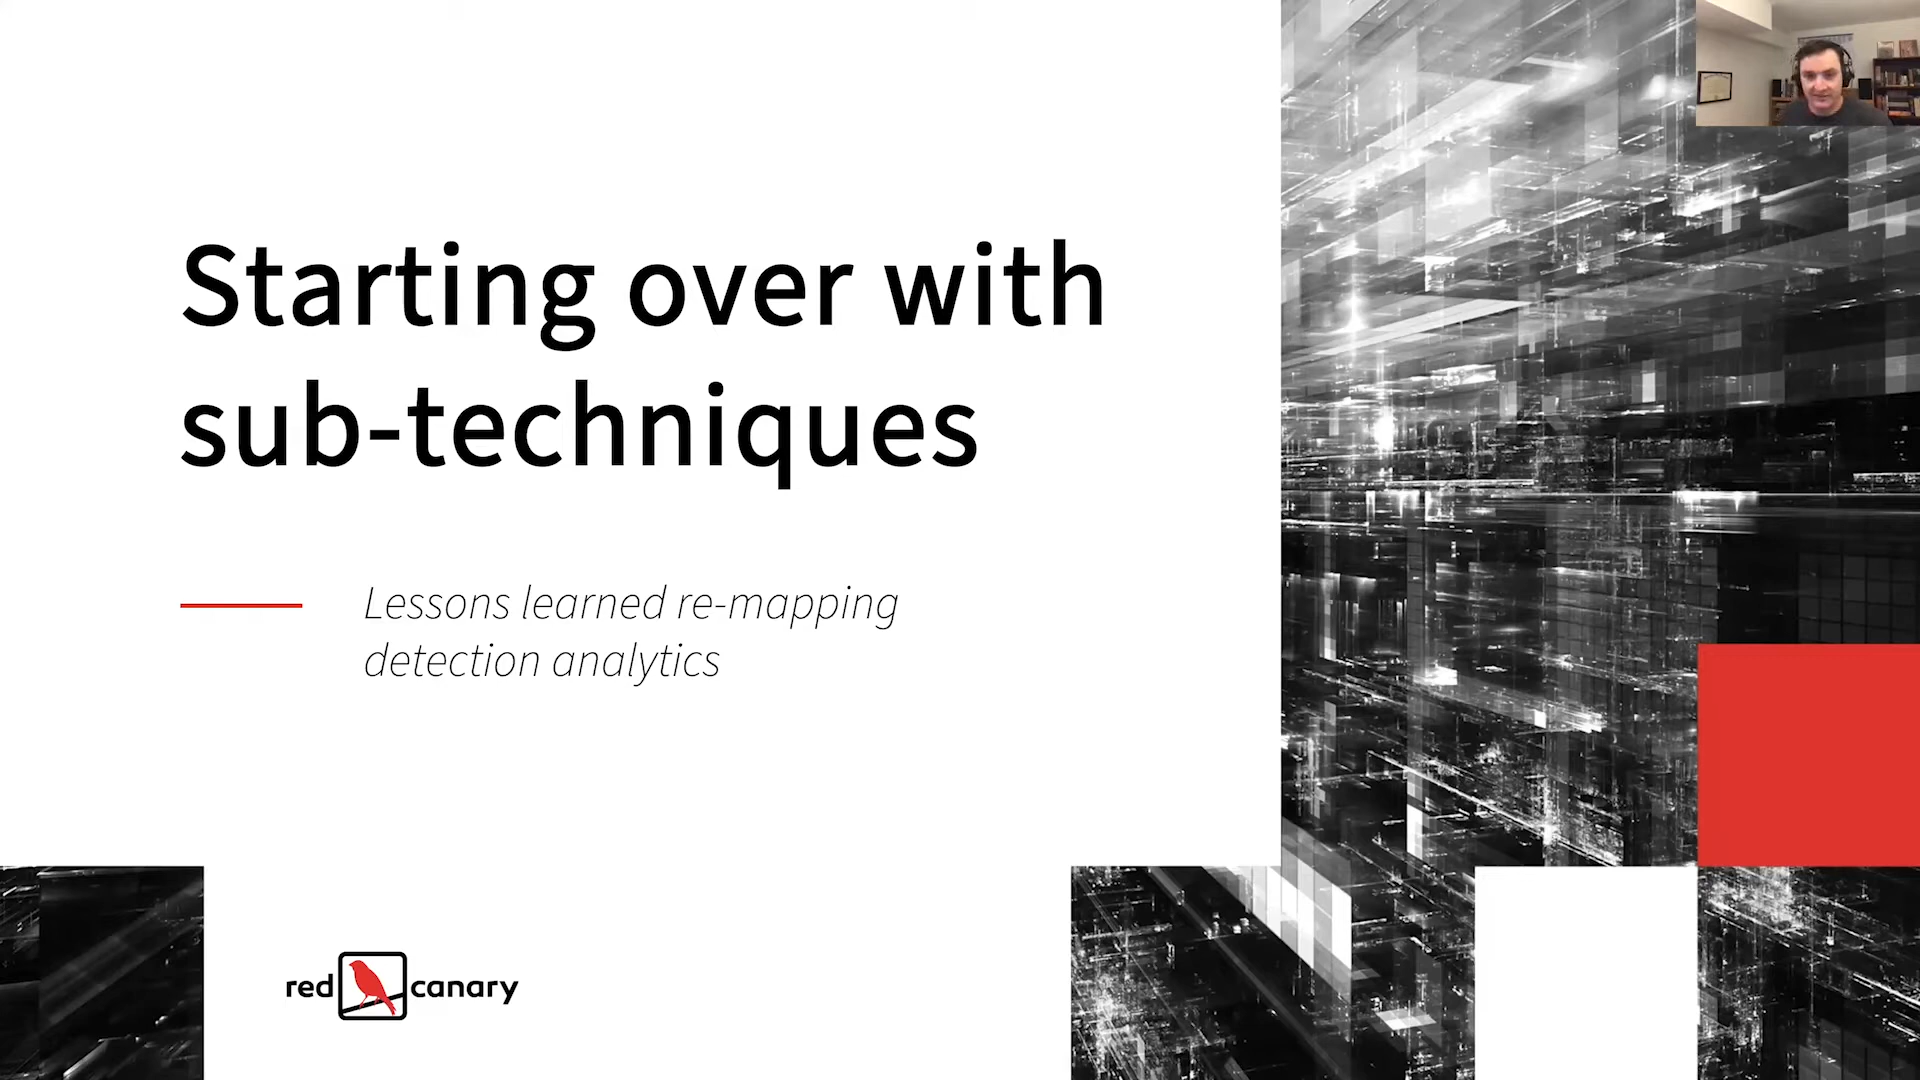 Starting over with
sub-techniques
Lessons learned re-mapping
detection analytics
red canary